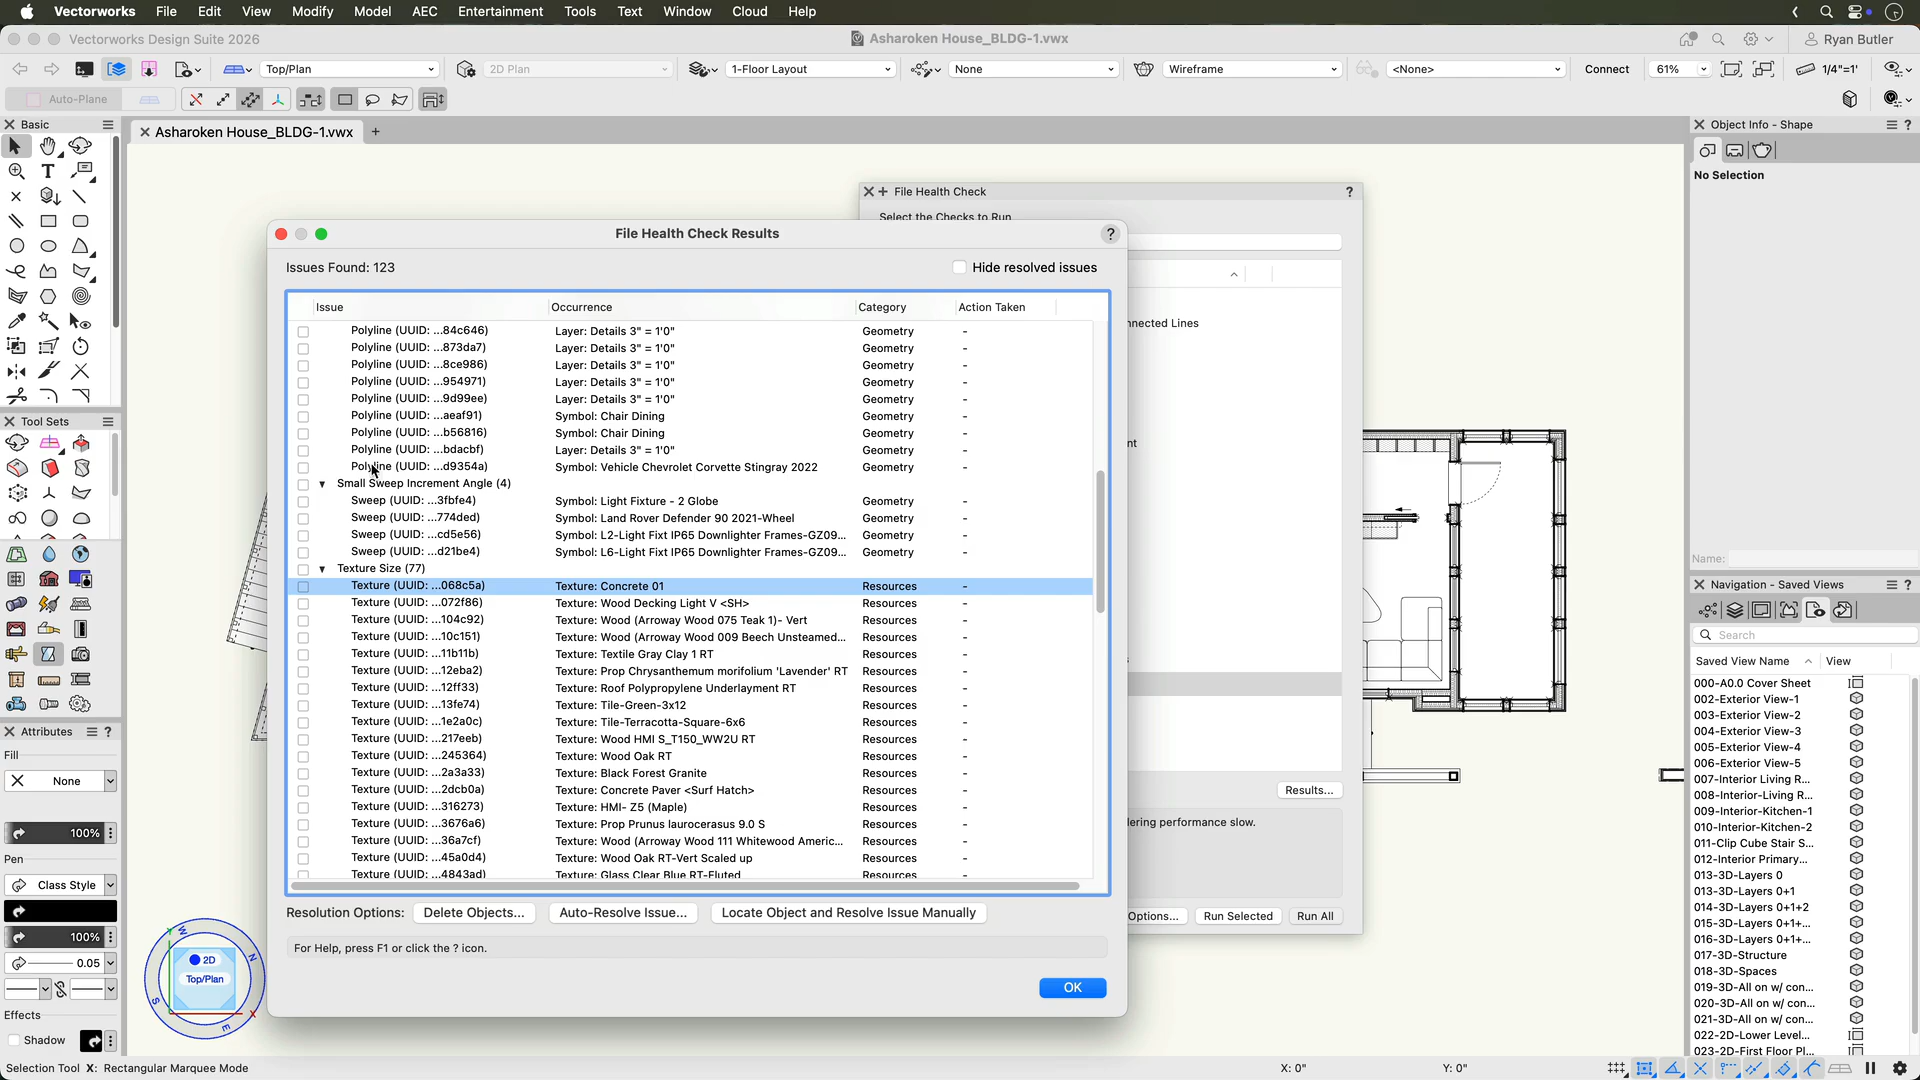 Vectorworks File Edit View Modify Model AEC Entertainment Tools Text Window Cloud Help
Vectorworks Design Suite 2026
Asharoken House_BLDG-1.vwx
Ryan Butler
Top/Plan
2D Plan
1-Floor Layout
None
Wireframe
<None>
Connect
61%
1/4"=1'
Auto-Plane
Basic
Asharoken House_BLDG-1.vwx
Object Info - Shape
No Selection
File Health Check
Select the Checks to Run
File Health Check Results
Issues Found: 123
Hide resolved issues
Issue Occurrence Category Action Taken
Polyline (UUID: ...84c646) Layer: Details 3" = 1'0" Geometry -
Polyline (UUID: ...873da7) Layer: Details 3" = 1'0" Geometry -
Polyline (UUID: ...8ce986) Layer: Details 3" = 1'0" Geometry -
Polyline (UUID: ...954971) Layer: Details 3" = 1'0" Geometry -
Polyline (UUID: ...9d99ee) Layer: Details 3" = 1'0" Geometry -
Polyline (UUID: ...aeaf91) Symbol: Chair Dining Geometry -
Polyline (UUID: ...b56816) Symbol: Chair Dining Geometry -
Polyline (UUID: ...bdacbf) Layer: Details 3" = 1'0" Geometry -
Polyline (UUID: ...d9354a) Symbol: Vehicle Chevrolet Corvette Stingray 2022 Geometry -
Small Sweep Increment Angle (4)
Sweep (UUID: ...3fbfe4) Symbol: Light Fixture - 2 Globe Geometry -
Sweep (UUID: ...774ded) Symbol: Land Rover Defender 90 2021-Wheel Geometry -
Sweep (UUID: ...cd5e56) Symbol: L2-Light Fixt IP65 Downlighter Frames-GZ09... Geometry -
Sweep (UUID: ...d21be4) Symbol: L6-Light Fixt IP65 Downlighter Frames-GZ09... Geometry -
Texture Size (77)
Texture (UUID: ...068c5a) Texture: Concrete 01 Resources -
Texture (UUID: ...072f86) Texture: Wood Decking Light V <SH> Resources -
Texture (UUID: ...104c92) Texture: Wood (Arroway Wood 075 Teak 1)- Vert Resources -
Texture (UUID: ...10c151) Texture: Wood (Arroway Wood 009 Beech Unsteamed... Resources -
Texture (UUID: ...11b11b) Texture: Textile Gray Clay 1 RT Resources -
Texture (UUID: ...12eba2) Texture: Prop Chrysanthemum morifolium 'Lavender' RT Resources -
Texture (UUID: ...12ff33) Texture: Roof Polypropylene Underlayment RT Resources -
Texture (UUID: ...13fe74) Texture: Tile-Green-3x12 Resources -
Texture (UUID: ...1e2a0c) Texture: Tile-Terracotta-Square-6x6 Resources -
Texture (UUID: ...217eeb) Texture: Wood HMI S_T150_WW2U RT Resources -
Texture (UUID: ...245364) Texture: Wood Oak RT Resources -
Texture (UUID: ...2a3a33) Texture: Black Forest Granite Resources -
Texture (UUID: ...2dcb0a) Texture: Concrete Paver <Surf Hatch> Resources -
Texture (UUID: ...316273) Texture: HMI- Z5 (Maple) Resources -
Texture (UUID: ...3676a6) Texture: Prop Prunus laurocerasus 9.0 S Resources -
Texture (UUID: ...36a7cf) Texture: Wood (Arroway Wood 111 Whitewood Americ... Resources -
Texture (UUID: ...45a0d4) Texture: Wood Oak RT-Vert Scaled up Resources -
Texture (UUID: ...4843ad) Texture: Glass Clear Blue RT-Fluted Resources -
Resolution Options: Delete Objects... Auto-Resolve Issue... Locate Object and Resolve Issue Manually
For Help, press F1 or click the ? icon.
OK
nnected Lines
nt
Results...
dering performance slow.
Options... Run Selected Run All
Tool Sets
Attributes
Fill
None
100%
Pen
Class Style
100%
0.05
Effects
Shadow
2D
Top/Plan
W
N
S
E
X
Y
Name:
Navigation - Saved Views
Search
Saved View Name View
000-A0.0 Cover Sheet
002-Exterior View-1
003-Exterior View-2
004-Exterior View-3
005-Exterior View-4
006-Exterior View-5
007-Interior Living R...
008-Interior-Living R...
009-Interior-Kitchen-1
010-Interior-Kitchen-2
011-Clip Cube Stair S...
012-Interior Primary...
013-3D-Layers 0
013-3D-Layers 0+1
014-3D-Layers 0+1+2
015-3D-Layers 0+1+...
016-3D-Layers 0+1+...
017-3D-Structure
018-3D-Spaces
019-3D-All on w/ con...
020-3D-All on w/ con...
021-3D-All on w/ con...
022-2D-Lower Level...
023-2D-First Floor Pl...
Selection Tool X: Rectangular Marquee Mode
X: 0"
Y: 0"